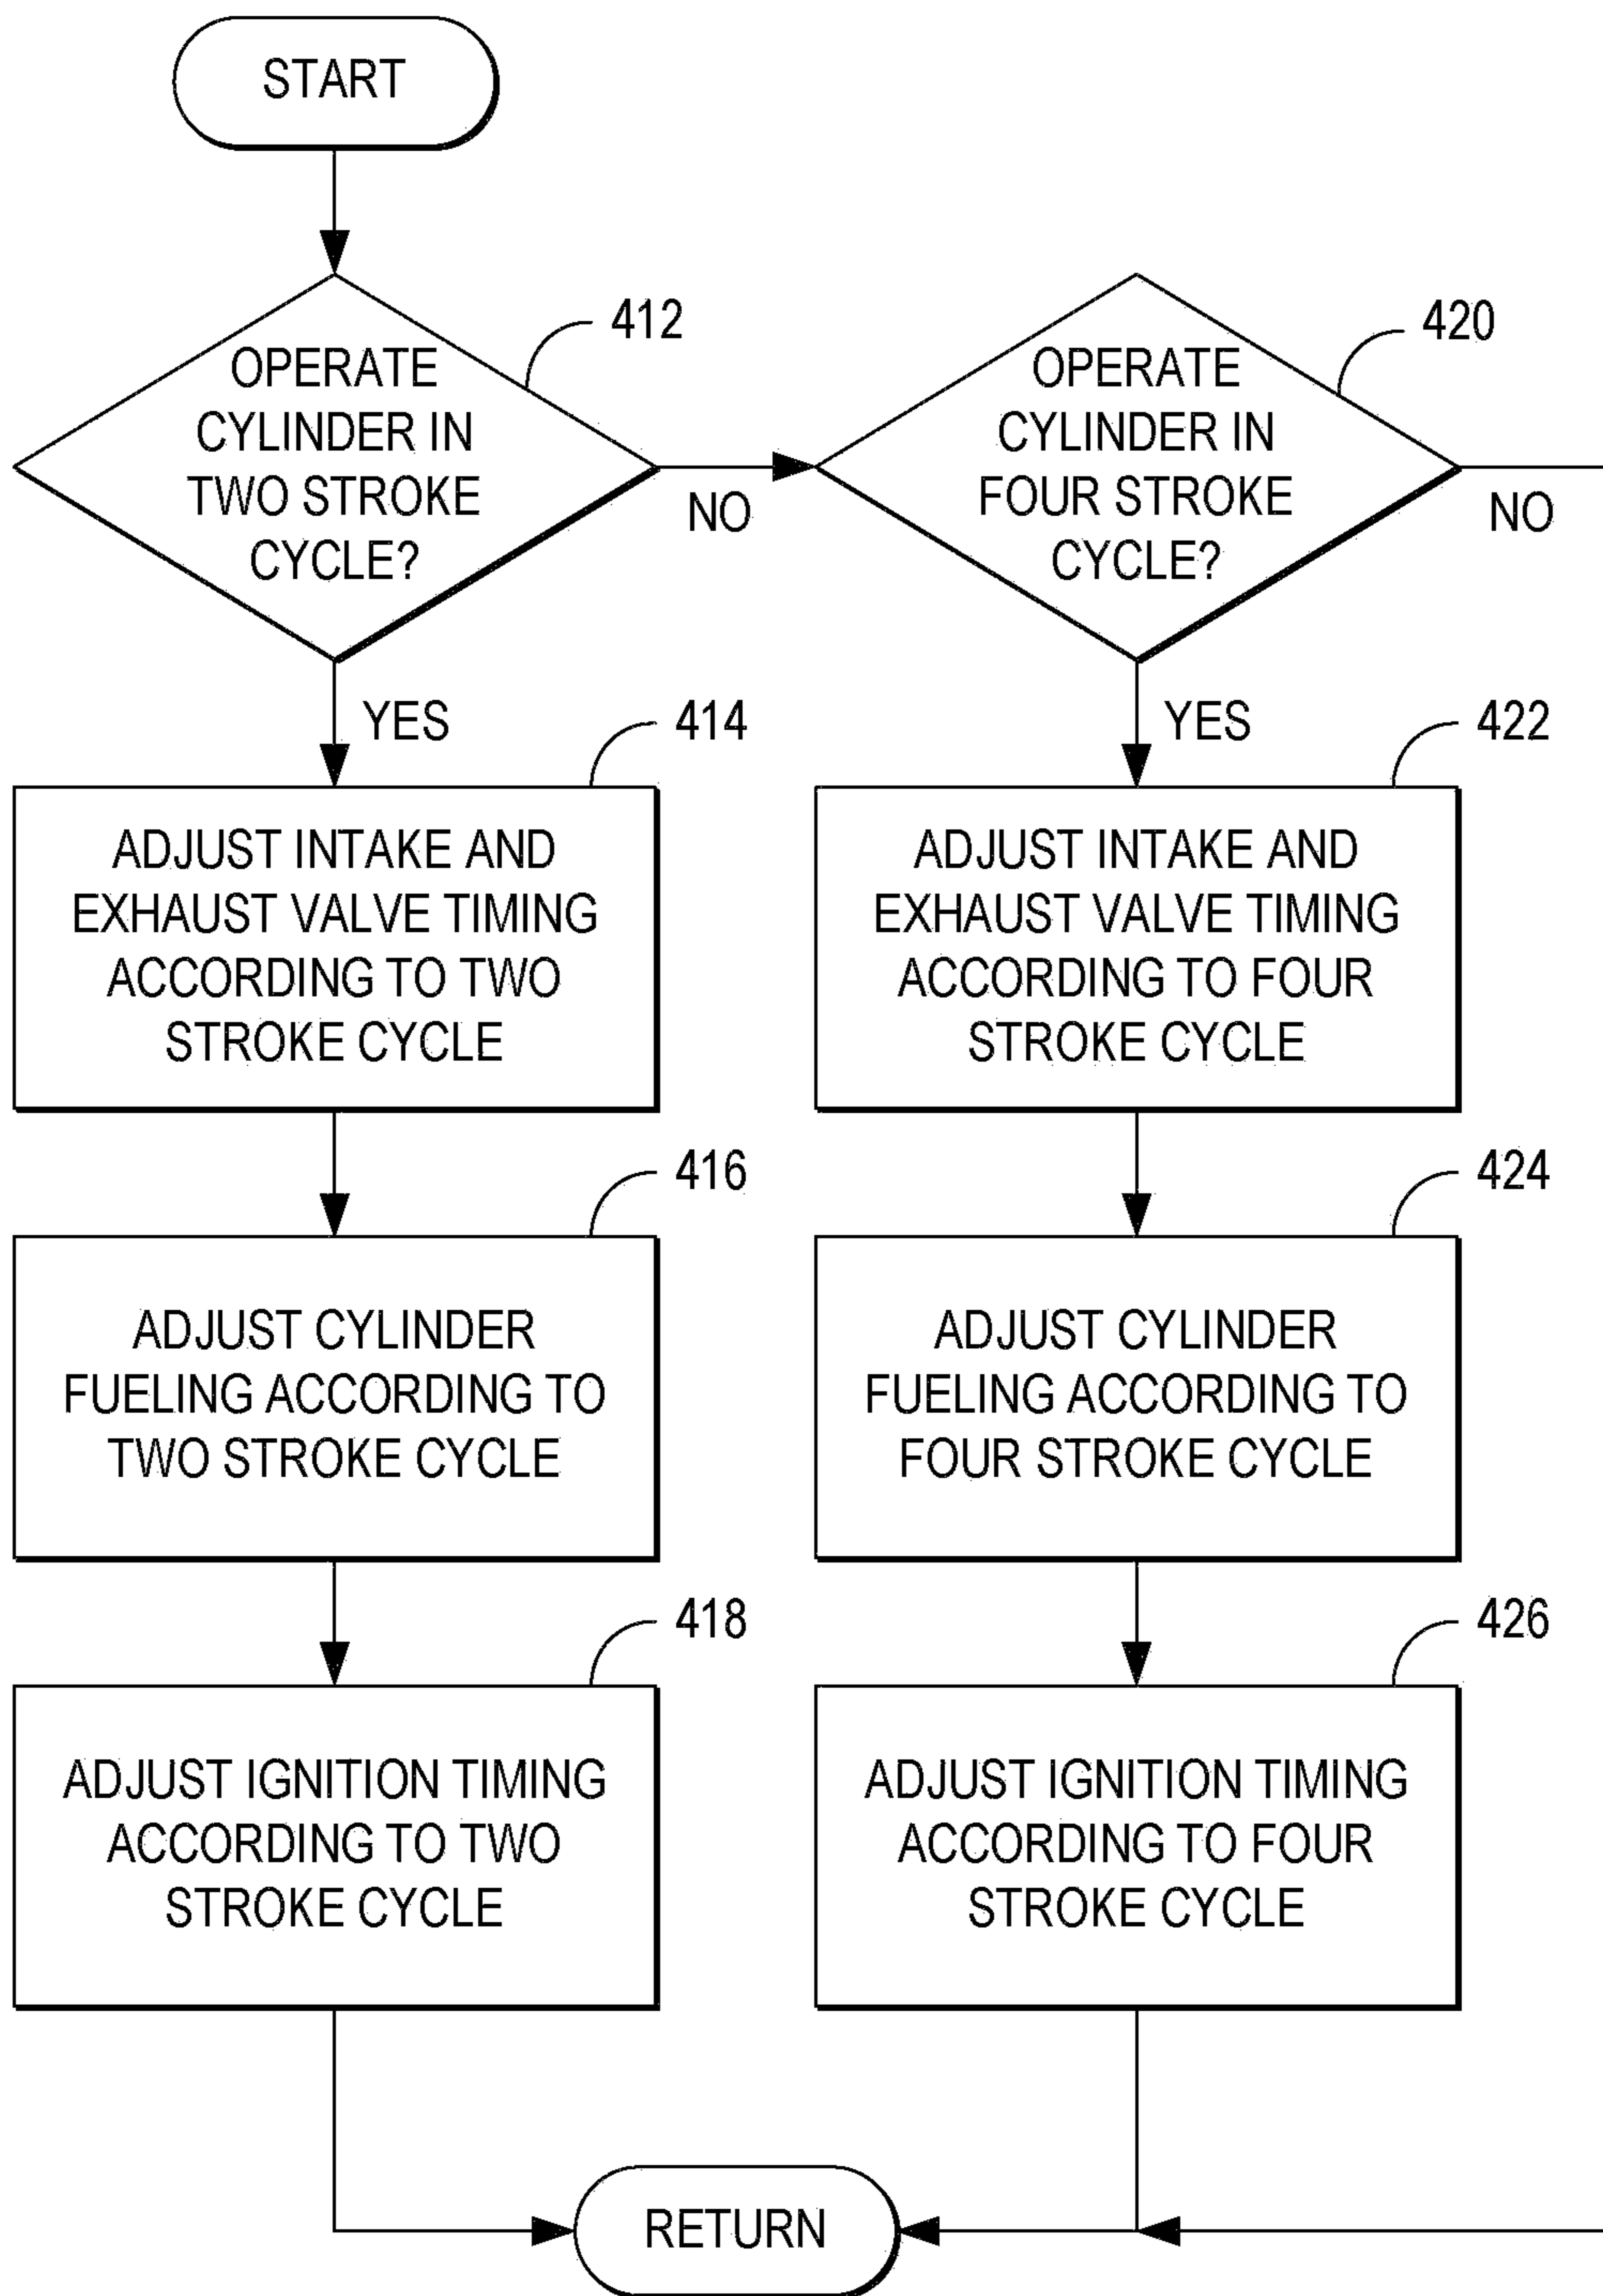 START
412
OPERATE
CYLINDER IN
TWO STROKE
CYCLE?
NO
YES
414
ADJUST INTAKE AND
EXHAUST VALVE TIMING
ACCORDING TO TWO
STROKE CYCLE
416
ADJUST CYLINDER
FUELING ACCORDING TO
TWO STROKE CYCLE
418
ADJUST IGNITION TIMING
ACCORDING TO TWO
STROKE CYCLE
420
OPERATE
CYLINDER IN
FOUR STROKE
CYCLE?
NO
YES
422
ADJUST INTAKE AND
EXHAUST VALVE TIMING
ACCORDING TO FOUR
STROKE CYCLE
424
ADJUST CYLINDER
FUELING ACCORDING TO
FOUR STROKE CYCLE
426
ADJUST IGNITION TIMING
ACCORDING TO FOUR
STROKE CYCLE
RETURN